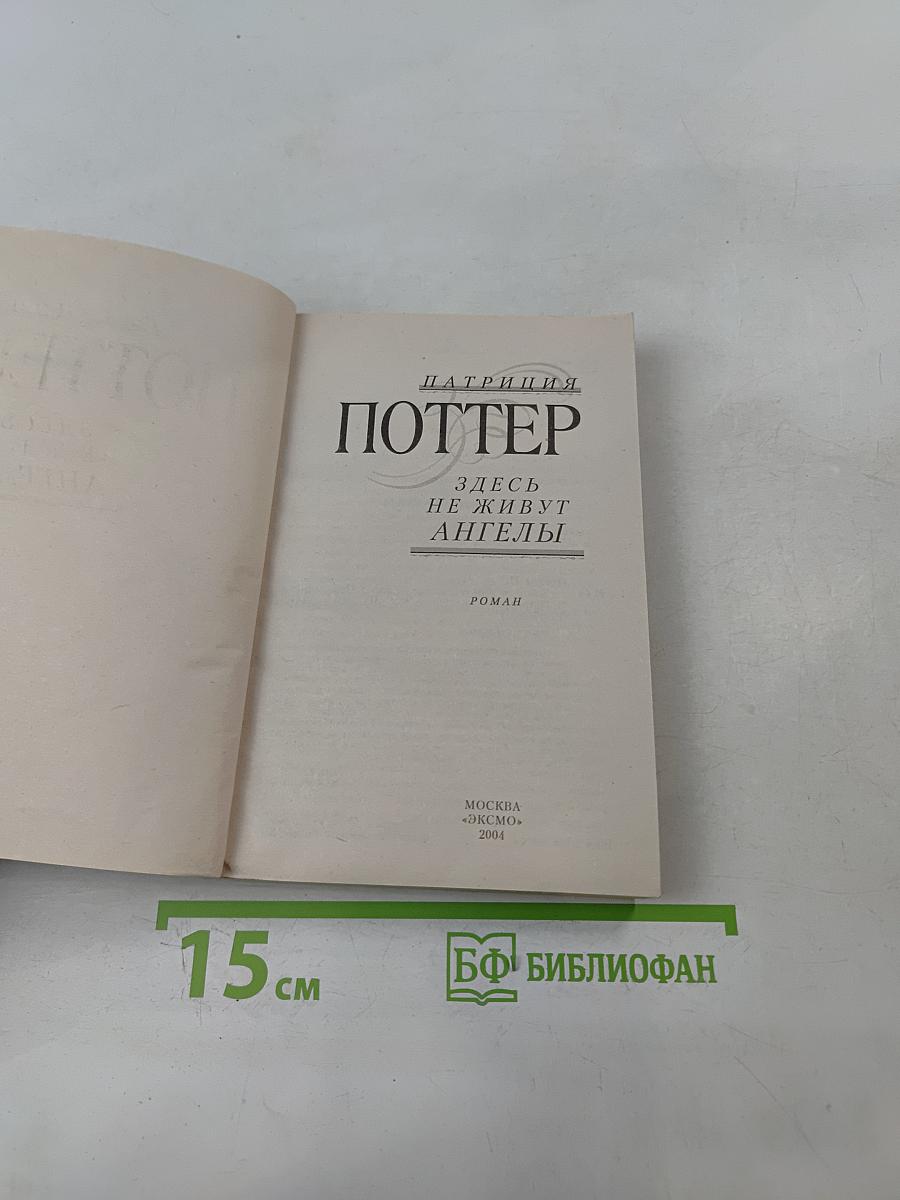 ПАТРИЦИЯ
ПОТТЕР
ЗДЕСЬ
НЕ ЖИВУТ
АНГЕЛЫ
РОМАН
МОСКВА
«ЭКСМО»
2004
15 см
БФ БИБЛИОФАН